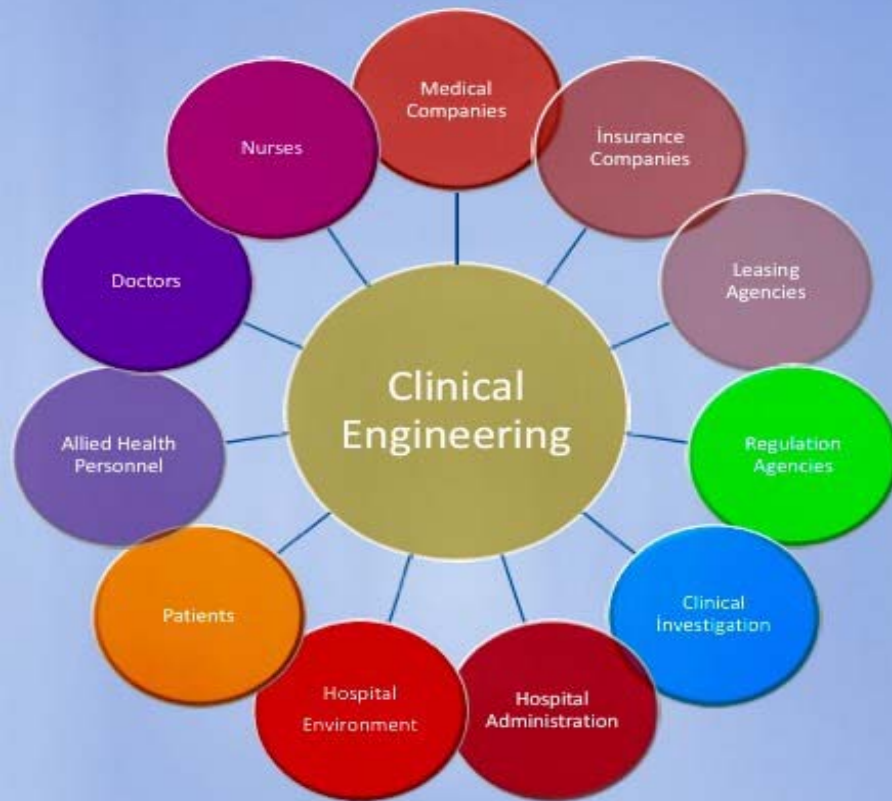 Medical
Companies
İnsurance
Companies
Leasing
Agencies
Regulation
Agencies
Clinical
İnvestigation
Hospital
Administration
Hospital
Environment
Patients
Allied Health
Personnel
Doctors
Nurses
Clinical
Engineering